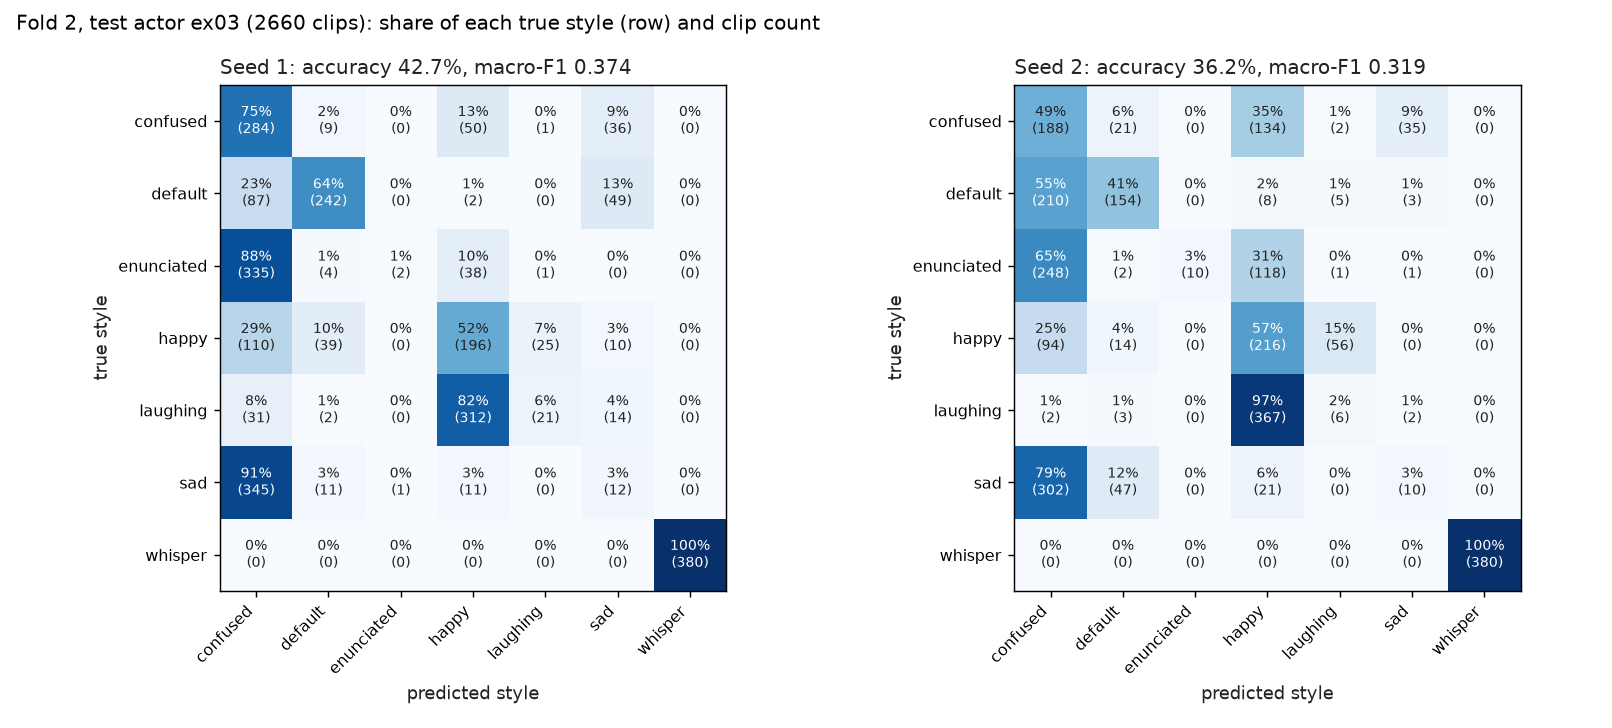 Fold 2, test actor ex03 (2660 clips): share of each true style (row) and clip count
Seed 1: accuracy 42.7%, macro-F1 0.374
true style
confused
75% 2% 0% 13% 0% 9% 0%
(284) (9) (0) (50) (1) (36) (0)
default
23% 64% 0% 1% 0% 13% 0%
(87) (242) (0) (2) (0) (49) (0)
enunciated
88% 1% 1% 10% 0% 0% 0%
(335) (4) (2) (38) (1) (0) (0)
happy
29% 10% 0% 52% 7% 3% 0%
(110) (39) (0) (196) (25) (10) (0)
laughing
8% 1% 0% 82% 6% 4% 0%
(31) (2) (0) (312) (21) (14) (0)
sad
91% 3% 0% 3% 0% 3% 0%
(345) (11) (1) (11) (0) (12) (0)
whisper
0% 0% 0% 0% 0% 0% 100%
(0) (0) (0) (0) (0) (0) (380)
confused default enunciated happy laughing sad whisper
predicted style
Seed 2: accuracy 36.2%, macro-F1 0.319
true style
confused
49% 6% 0% 35% 1% 9% 0%
(188) (21) (0) (134) (2) (35) (0)
default
55% 41% 0% 2% 1% 1% 0%
(210) (154) (0) (8) (5) (3) (0)
enunciated
65% 1% 3% 31% 0% 0% 0%
(248) (2) (10) (118) (1) (1) (0)
happy
25% 4% 0% 57% 15% 0% 0%
(94) (14) (0) (216) (56) (0) (0)
laughing
1% 1% 0% 97% 2% 1% 0%
(2) (3) (0) (367) (6) (2) (0)
sad
79% 12% 0% 6% 0% 3% 0%
(302) (47) (0) (21) (0) (10) (0)
whisper
0% 0% 0% 0% 0% 0% 100%
(0) (0) (0) (0) (0) (0) (380)
confused default enunciated happy laughing sad whisper
predicted style